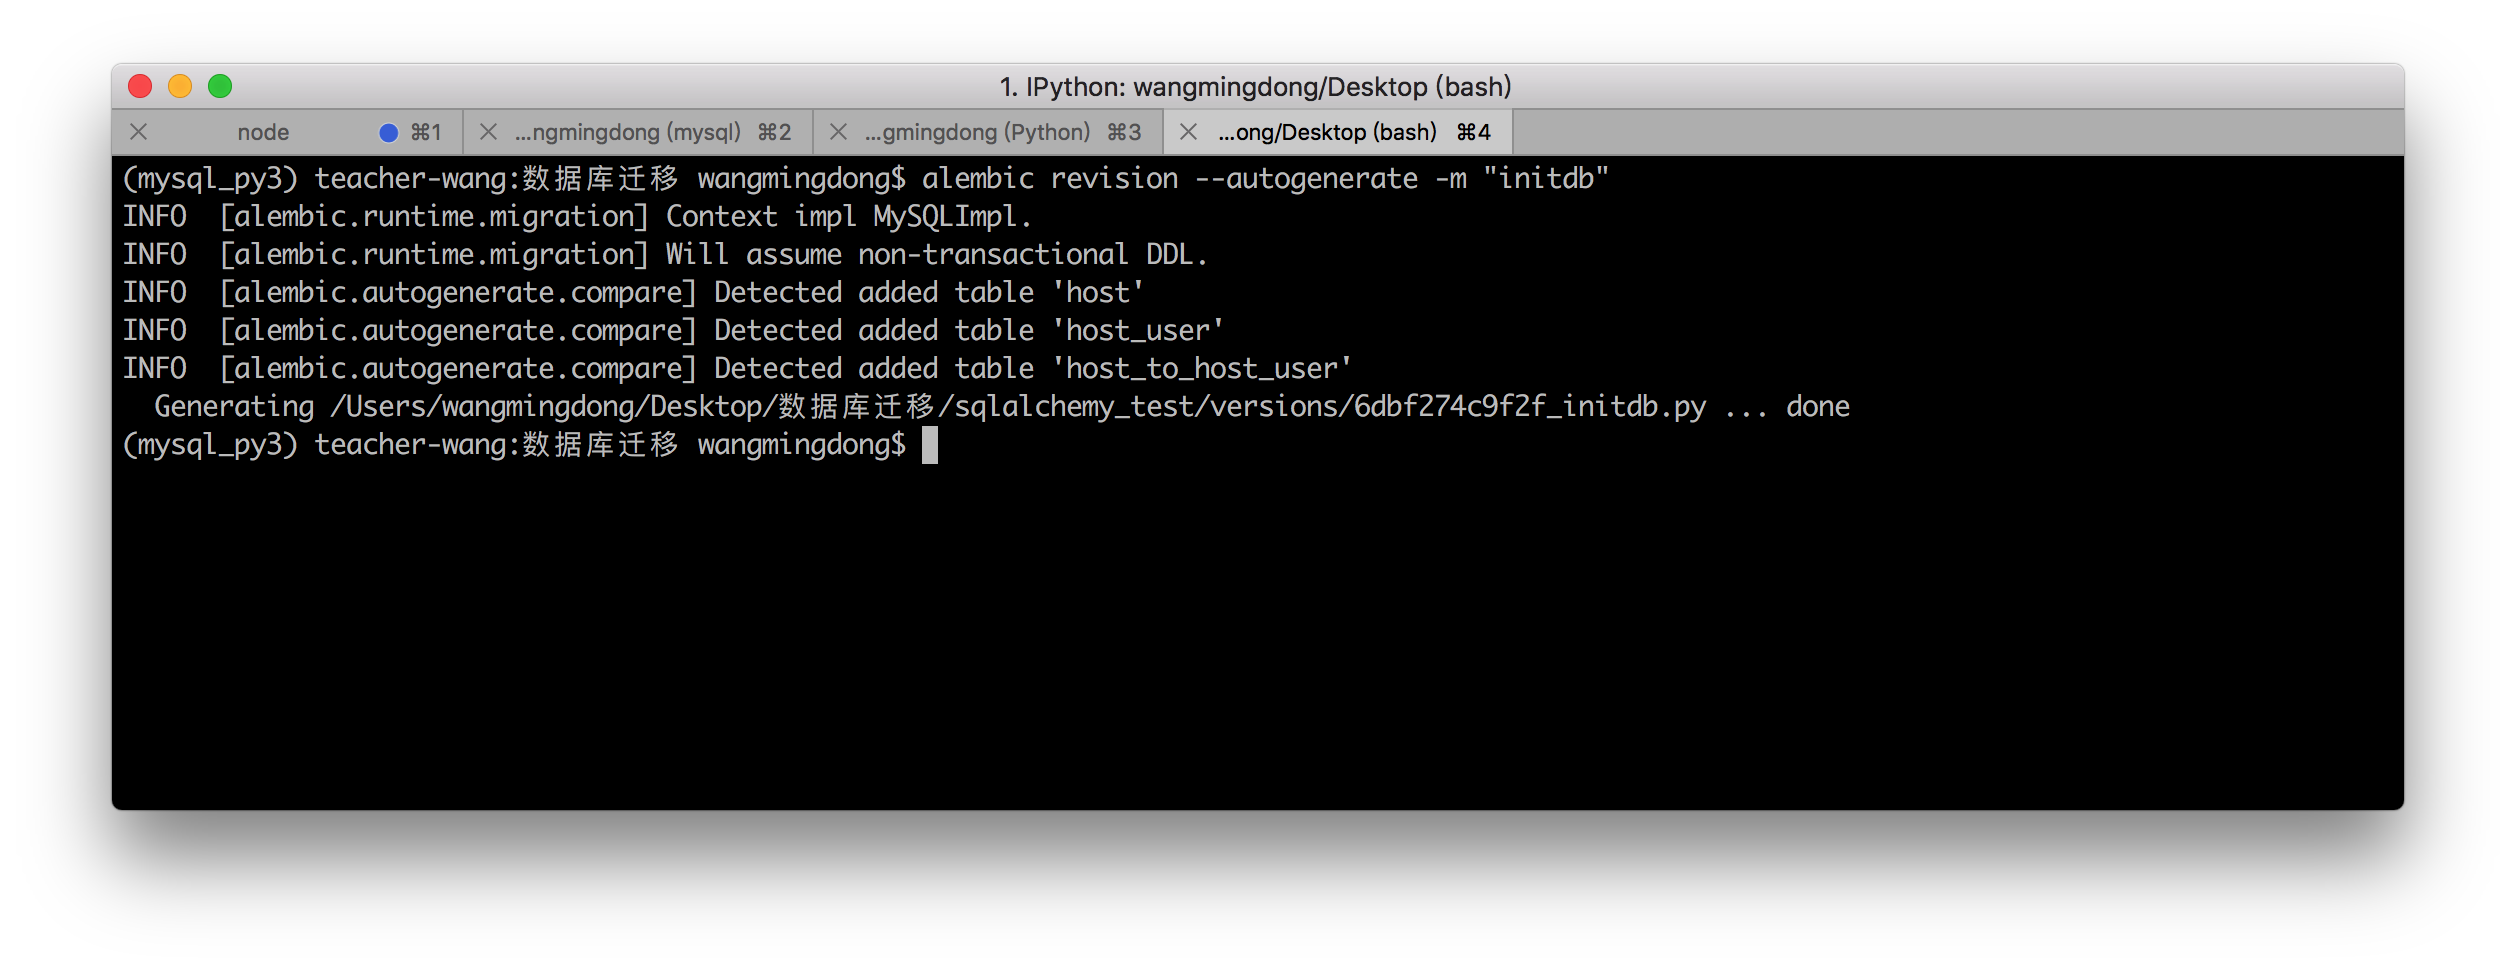 1. IPython: wangmingdong/Desktop (bash)
node ⌘1 ...ngmingdong (mysql) ⌘2 ...gmingdong (Python) ⌘3 ...ong/Desktop (bash) ⌘4
(mysql_py3) teacher-wang:数据库迁移 wangmingdong$ alembic revision --autogenerate -m "initdb"
INFO  [alembic.runtime.migration] Context impl MySQLImpl.
INFO  [alembic.runtime.migration] Will assume non-transactional DDL.
INFO  [alembic.autogenerate.compare] Detected added table 'host'
INFO  [alembic.autogenerate.compare] Detected added table 'host_user'
INFO  [alembic.autogenerate.compare] Detected added table 'host_to_host_user'
  Generating /Users/wangmingdong/Desktop/数据库迁移/sqlalchemy_test/versions/6dbf274c9f2f_initdb.py ... done
(mysql_py3) teacher-wang:数据库迁移 wangmingdong$